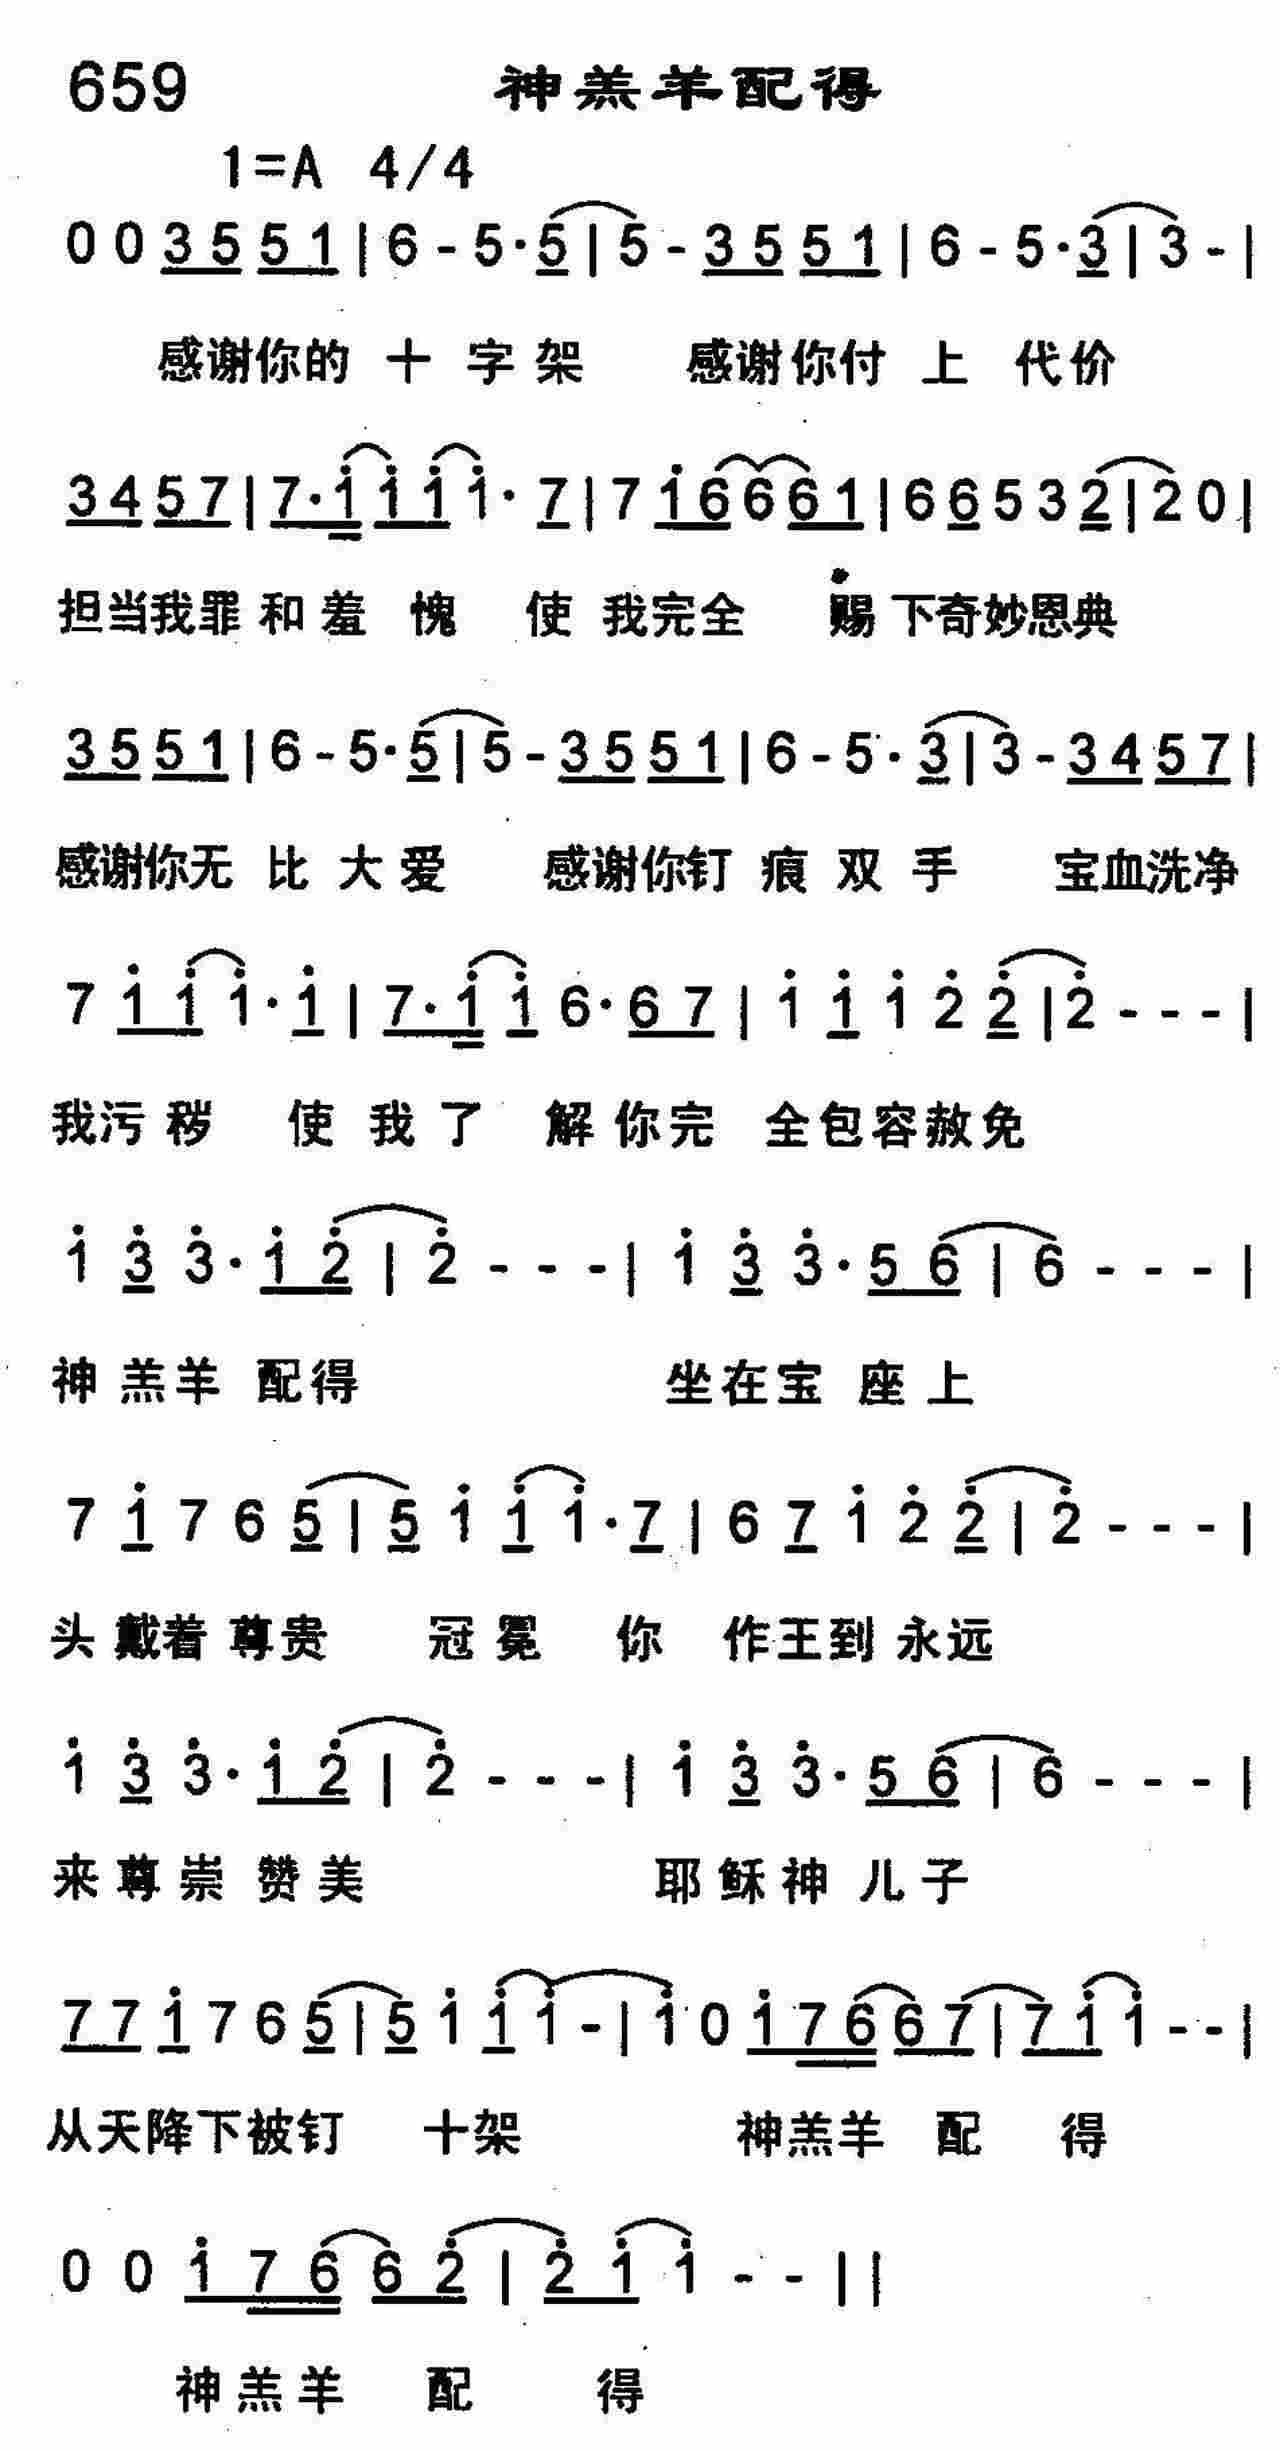 659 神羔羊配得
1=A 4/4
0 0 3 5 5 1 | 6 - 5 · 5 | 5 - 3 5 5 1 | 6 - 5 · 3 | 3 - |
感谢你的 十 字 架 感谢你付 上 代价
3 4 5 7 | 7 · i i i i · 7 | 7 i 6 6 6 1 | 6 6 5 3 2 | 2 0 |
担当我罪 和 羞 愧 使 我完全 赐 下奇妙恩典
3 5 5 1 | 6 - 5 · 5 | 5 - 3 5 5 1 | 6 - 5 · 3 | 3 - 3 4 5 7 |
感谢你无 比 大 爱 感谢你钉 痕 双 手 宝血洗净
7 i i i · i | 7 · i i 6 · 6 7 | i i i 2̇ 2̇ | 2̇ - - - |
我污 秽 使 我 了 解 你完 全包容赦免
i 3̇ 3̇ · i 2̇ | 2̇ - - - | i 3̇ 3̇ · 5 6 | 6 - - - |
神 羔羊 配得 坐在宝 座 上
7 i 7 6 5 | 5 i i i · 7 | 6 7 i 2̇ 2̇ | 2̇ - - - |
头 戴着 尊贵 冠 冕 你 作王到 永远
i 3̇ 3̇ · i 2̇ | 2̇ - - - | i 3̇ 3̇ · 5 6 | 6 - - - |
来 尊 崇 赞 美 耶 稣 神 儿 子
7 7 i 7 6 5 | 5 i i i - | i 0 i 7 6 6 7 | 7 i i - - |
从天降下被钉 十架 神羔羊 配 得
0 0 i 7 6 6 2̇ | 2̇ i i - - ||
神 羔 羊 配 得